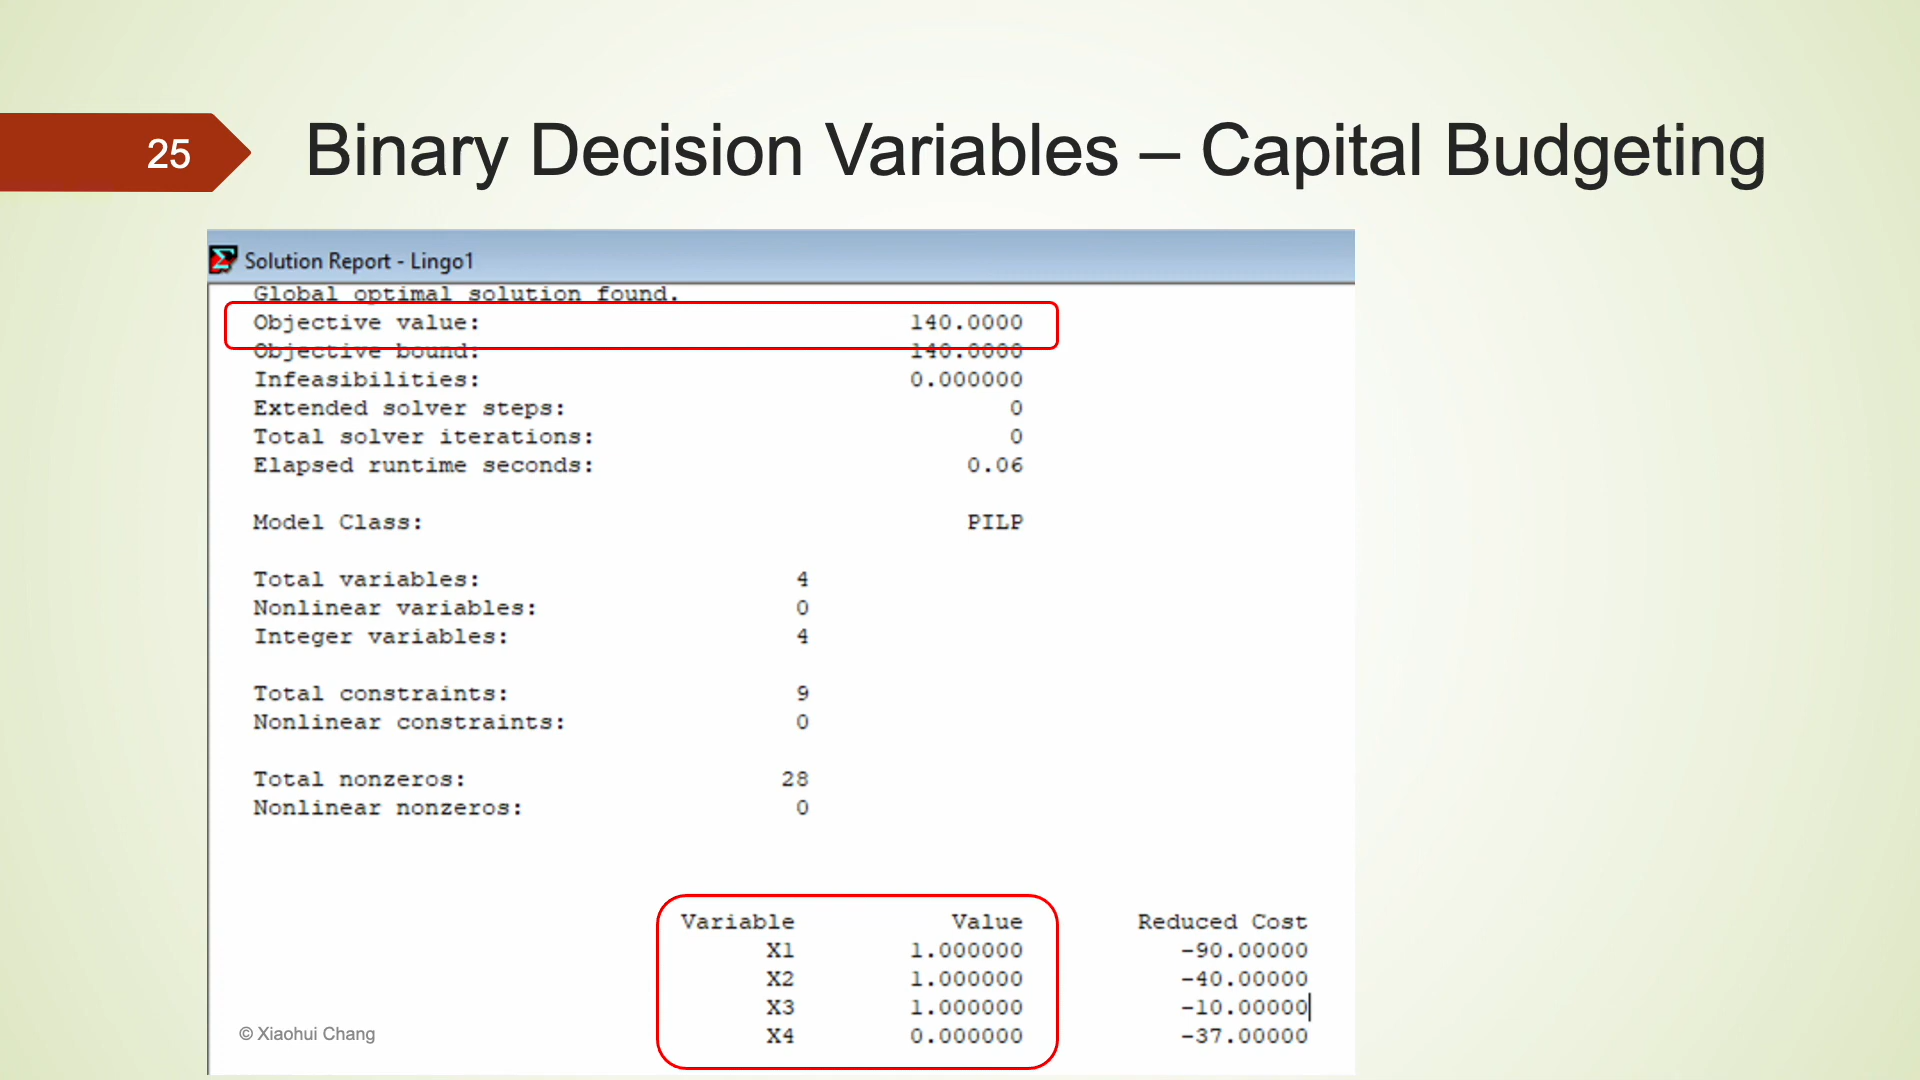 25
Binary Decision Variables – Capital Budgeting
Solution Report - Lingo1
Global optimal solution found.
Objective value: 140.0000
Objective bound: 140.0000
Infeasibilities: 0.000000
Extended solver steps: 0
Total solver iterations: 0
Elapsed runtime seconds: 0.06
Model Class: PILP
Total variables: 4
Nonlinear variables: 0
Integer variables: 4
Total constraints: 9
Nonlinear constraints: 0
Total nonzeros: 28
Nonlinear nonzeros: 0
Variable Value Reduced Cost
X1 1.000000 -90.00000
X2 1.000000 -40.00000
X3 1.000000 -10.00000
X4 0.000000 -37.00000
© Xiaohui Chang